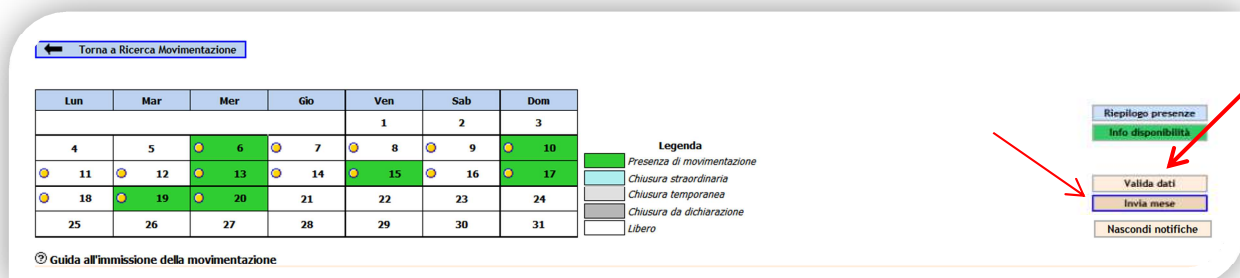 Torna a Ricerca Movimentazione
Lun Mar Mer Gio Ven Sab Dom
1 2 3
4 5 6 7 8 9 10
11 12 13 14 15 16 17
18 19 20 21 22 23 24
25 26 27 28 29 30 31
Legenda
Presenza di movimentazione
Chiusura straordinaria
Chiusura temporanea
Chiusura da dichiarazione
Libero
Riepilogo presenze
Info disponibilità
Valida dati
Invia mese
Nascondi notifiche
? Guida all'immissione della movimentazione